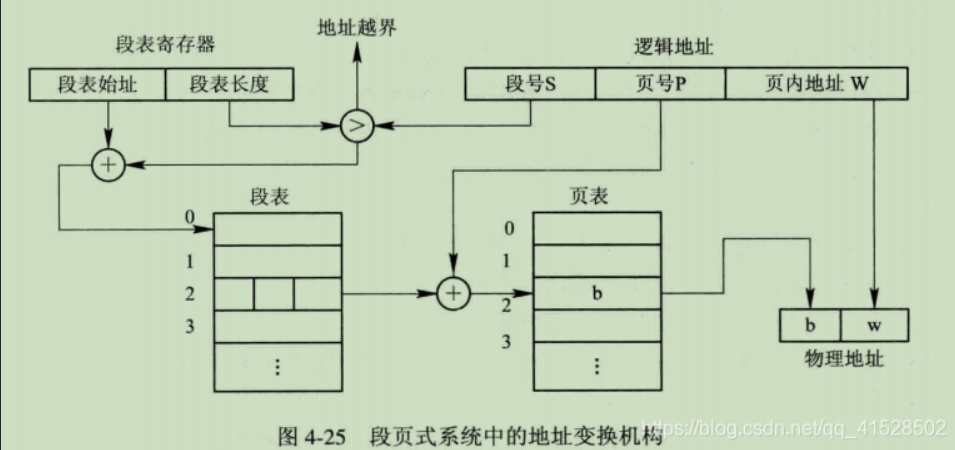 地址越界
段表寄存器
逻辑地址
段表始址 段表长度
段号S 页号P 页内地址 W
>
+
段表
页表
0
1
2
3
⋮
+
0
1
2
3
b
⋮
b w
物理地址
图 4-25 段页式系统中的地址变换机构
https://blog.csdn.net/qq_41528502